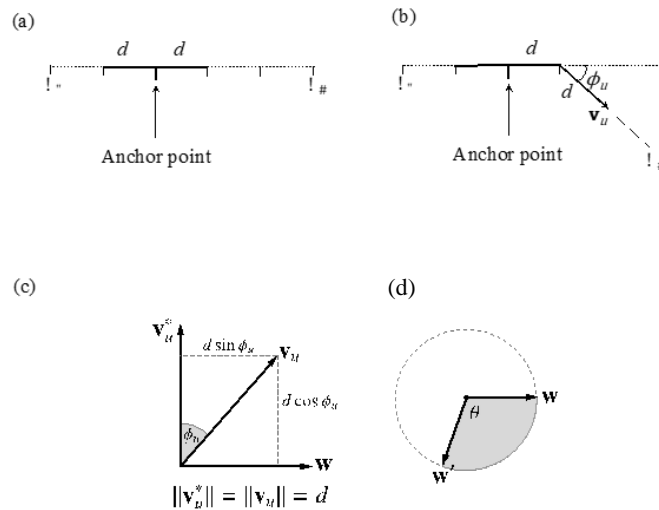 (a)
d d
! "
! #
Anchor point
(b)
d
ϕu
d
vu
! "
!
Anchor point
(c)
v*u
d sin ϕu
vu
ϕu
d cos ϕu
w
‖v*u‖ = ‖vu‖ = d
(d)
w
θ
w'